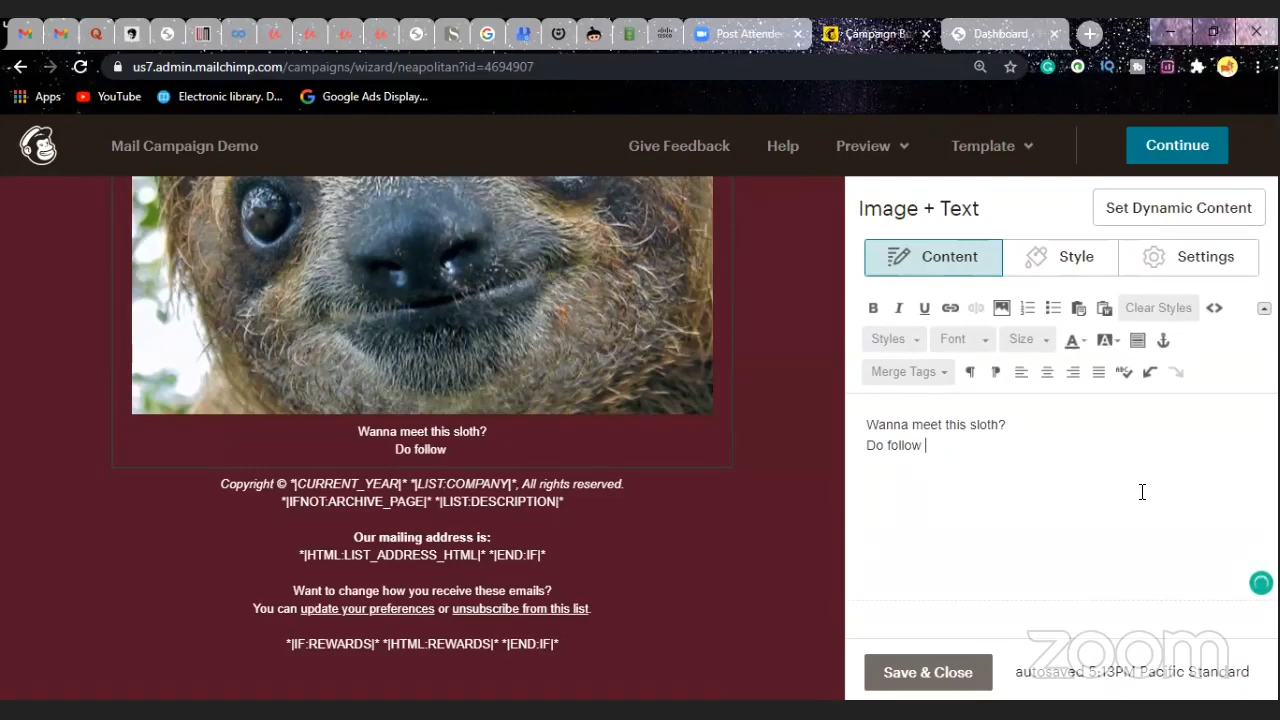 Post Attende
Campaign B
Dashboard
us7.admin.mailchimp.com/campaigns/wizard/neapolitan?id=4694907
Apps
YouTube
Electronic library. D...
Google Ads Display...
Mail Campaign Demo
Give Feedback
Help
Preview
Template
Continue
Wanna meet this sloth?
Do follow
Copyright © *|CURRENT_YEAR|* *|LIST:COMPANY|*, All rights reserved.
*|IFNOT:ARCHIVE_PAGE|* *|LIST:DESCRIPTION|*
Our mailing address is:
*|HTML:LIST_ADDRESS_HTML|* *|END:IF|*
Want to change how you receive these emails?
You can update your preferences or unsubscribe from this list.
*|IF:REWARDS|* *|HTML:REWARDS|* *|END:IF|*
Image + Text
Set Dynamic Content
Content
Style
Settings
B I U
Clear Styles
Styles
Font
Size
A A
Merge Tags
ABC
Wanna meet this sloth?
Do follow
Save & Close
autosaved 5:13PM Pacific Standard
zoom